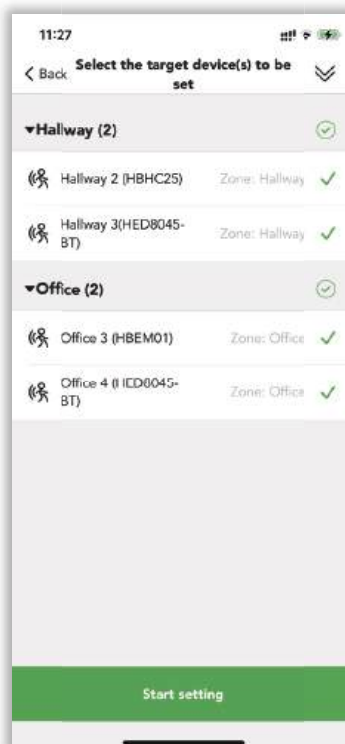 11:27
Back
Select the target device(s) to be
set
Hallway (2)
Hallway 2 (HBHC25) Zone: Hallway
Hallway 3(HED8045-
BT) Zone: Hallway
Office (2)
Office 3 (HBEM01) Zone: Office
Office 4 (HED8045-
BT) Zone: Office
Start setting